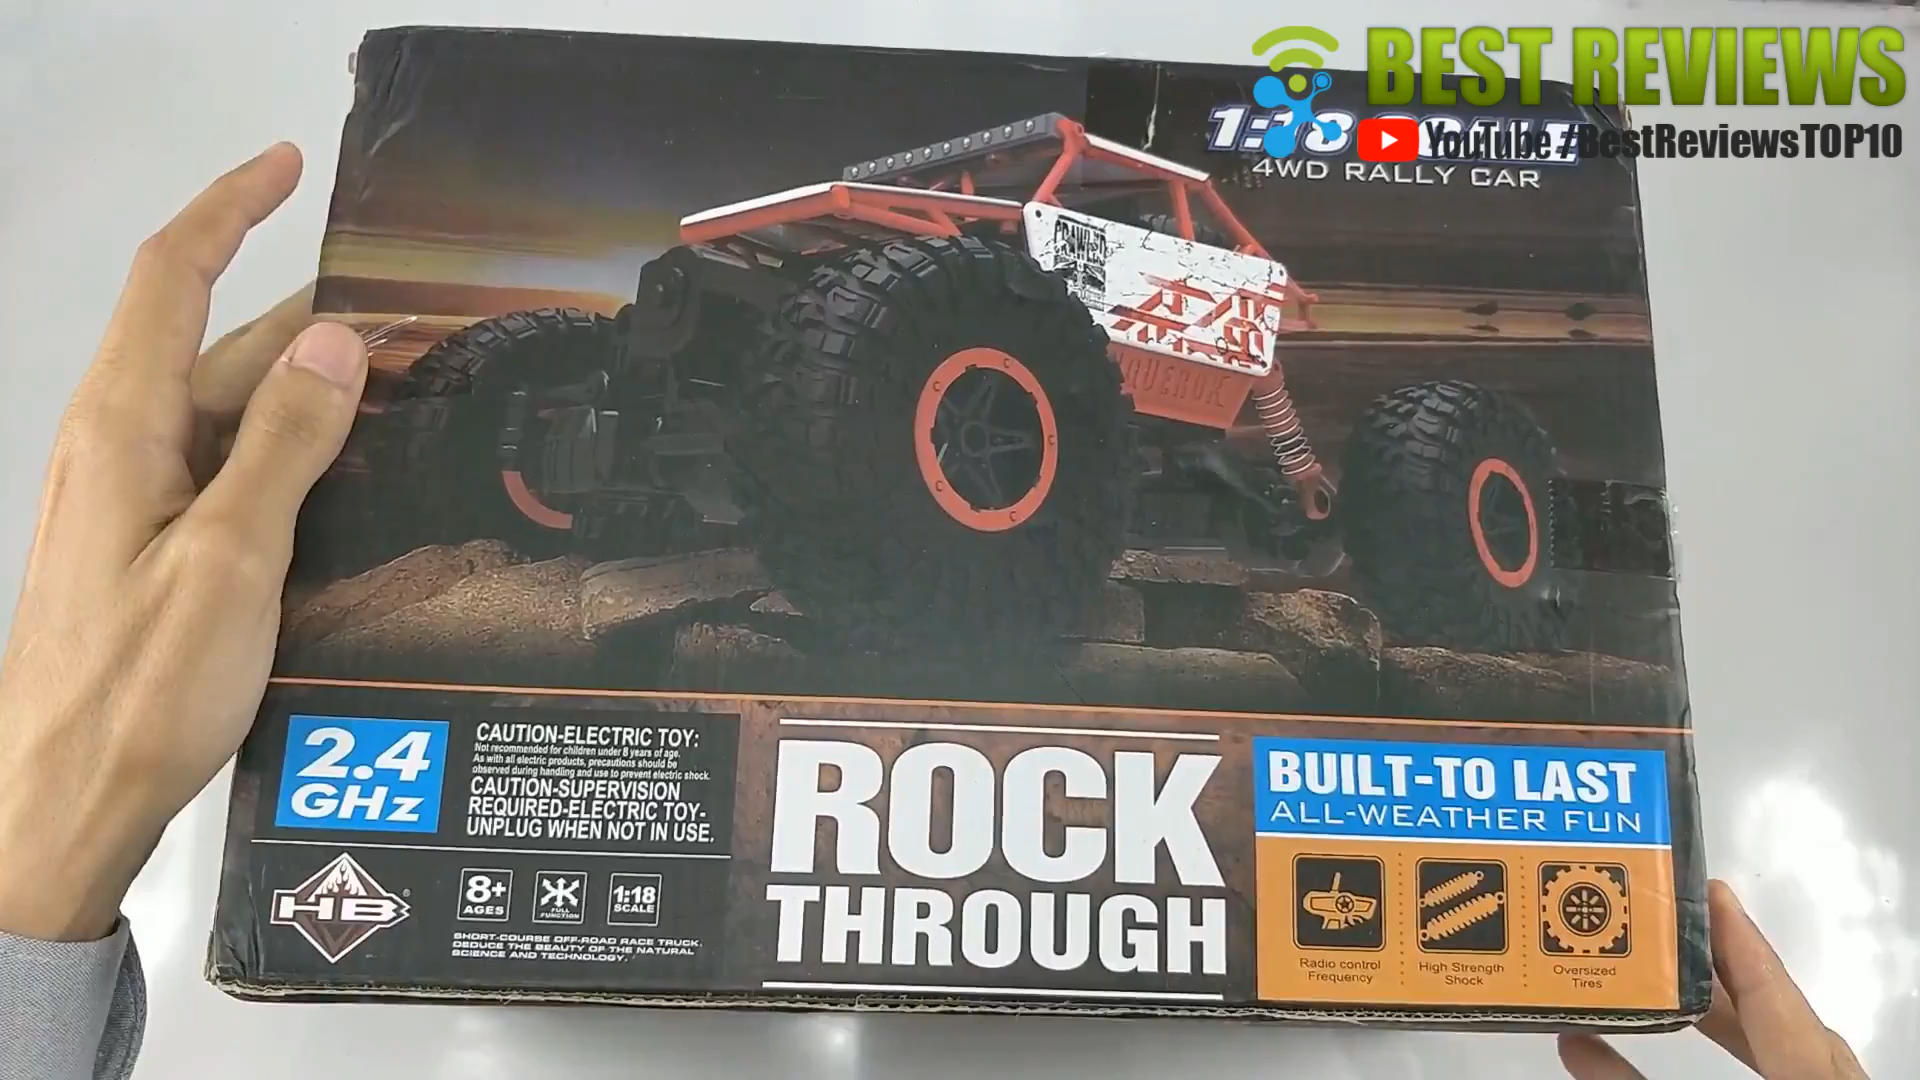 BEST REVIEWS
YouTube #BestReviewsTOP10
1:18 SCALE
4WD RALLY CAR
CRAWLER
2.4
GHz
CAUTION-ELECTRIC TOY:
Not recommended for children under 8 years of age.
As with all electric products, precautions should be
observed during handling and use to prevent electric shock.
CAUTION-SUPERVISION
REQUIRED-ELECTRIC TOY-
UNPLUG WHEN NOT IN USE.
HB®
8+
AGES
FULL
FUNCTION
1:18
SCALE
SHORT-COURSE OFF-ROAD RACE TRUCK.
DEDUCE THE BEAUTY OF THE NATURAL
SCIENCE AND TECHNOLOGY.
ROCK
THROUGH
BUILT-TO LAST
ALL-WEATHER FUN
Radio control
Frequency
High Strength
Shock
Oversized
Tires